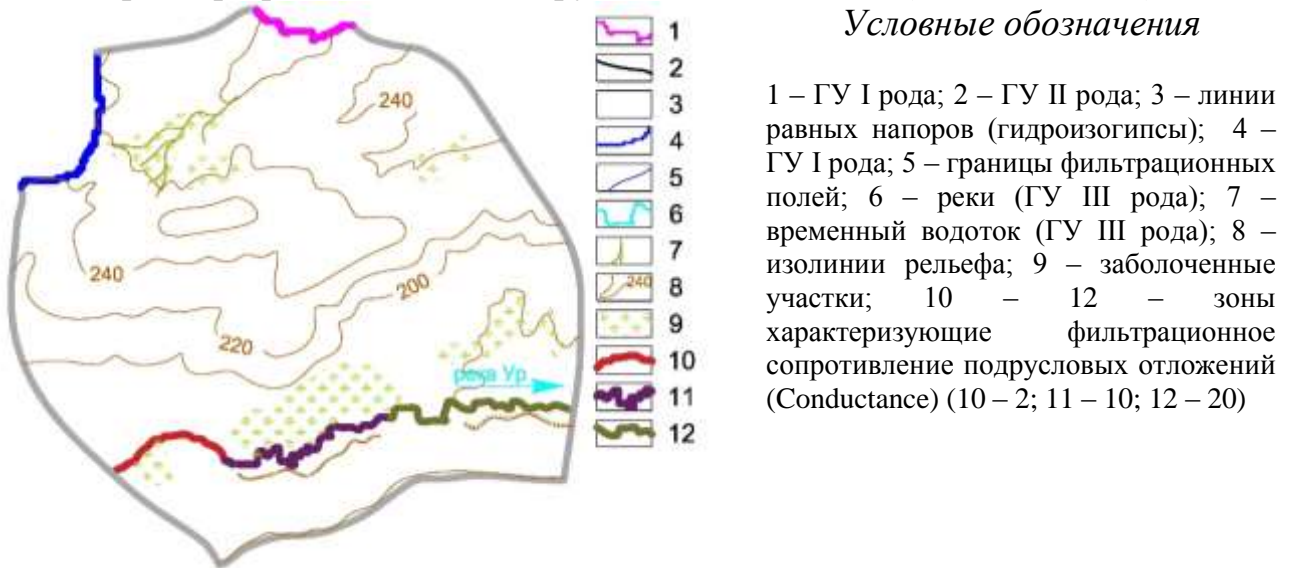 Условные обозначения
1 – ГУ I рода; 2 – ГУ II рода; 3 – линии
равных напоров (гидроизогипсы); 4 –
ГУ I рода; 5 – границы фильтрационных
полей; 6 – реки (ГУ III рода); 7 –
временный водоток (ГУ III рода); 8 –
изолинии рельефа; 9 – заболоченные
участки; 10 – 12 – зоны
характеризующие фильтрационное
сопротивление подрусловых отложений
(Conductance) (10 – 2; 11 – 10; 12 – 20)
240
240
200
220
река Ур
1
2
3
4
5
6
7
240
8
9
10
11
12